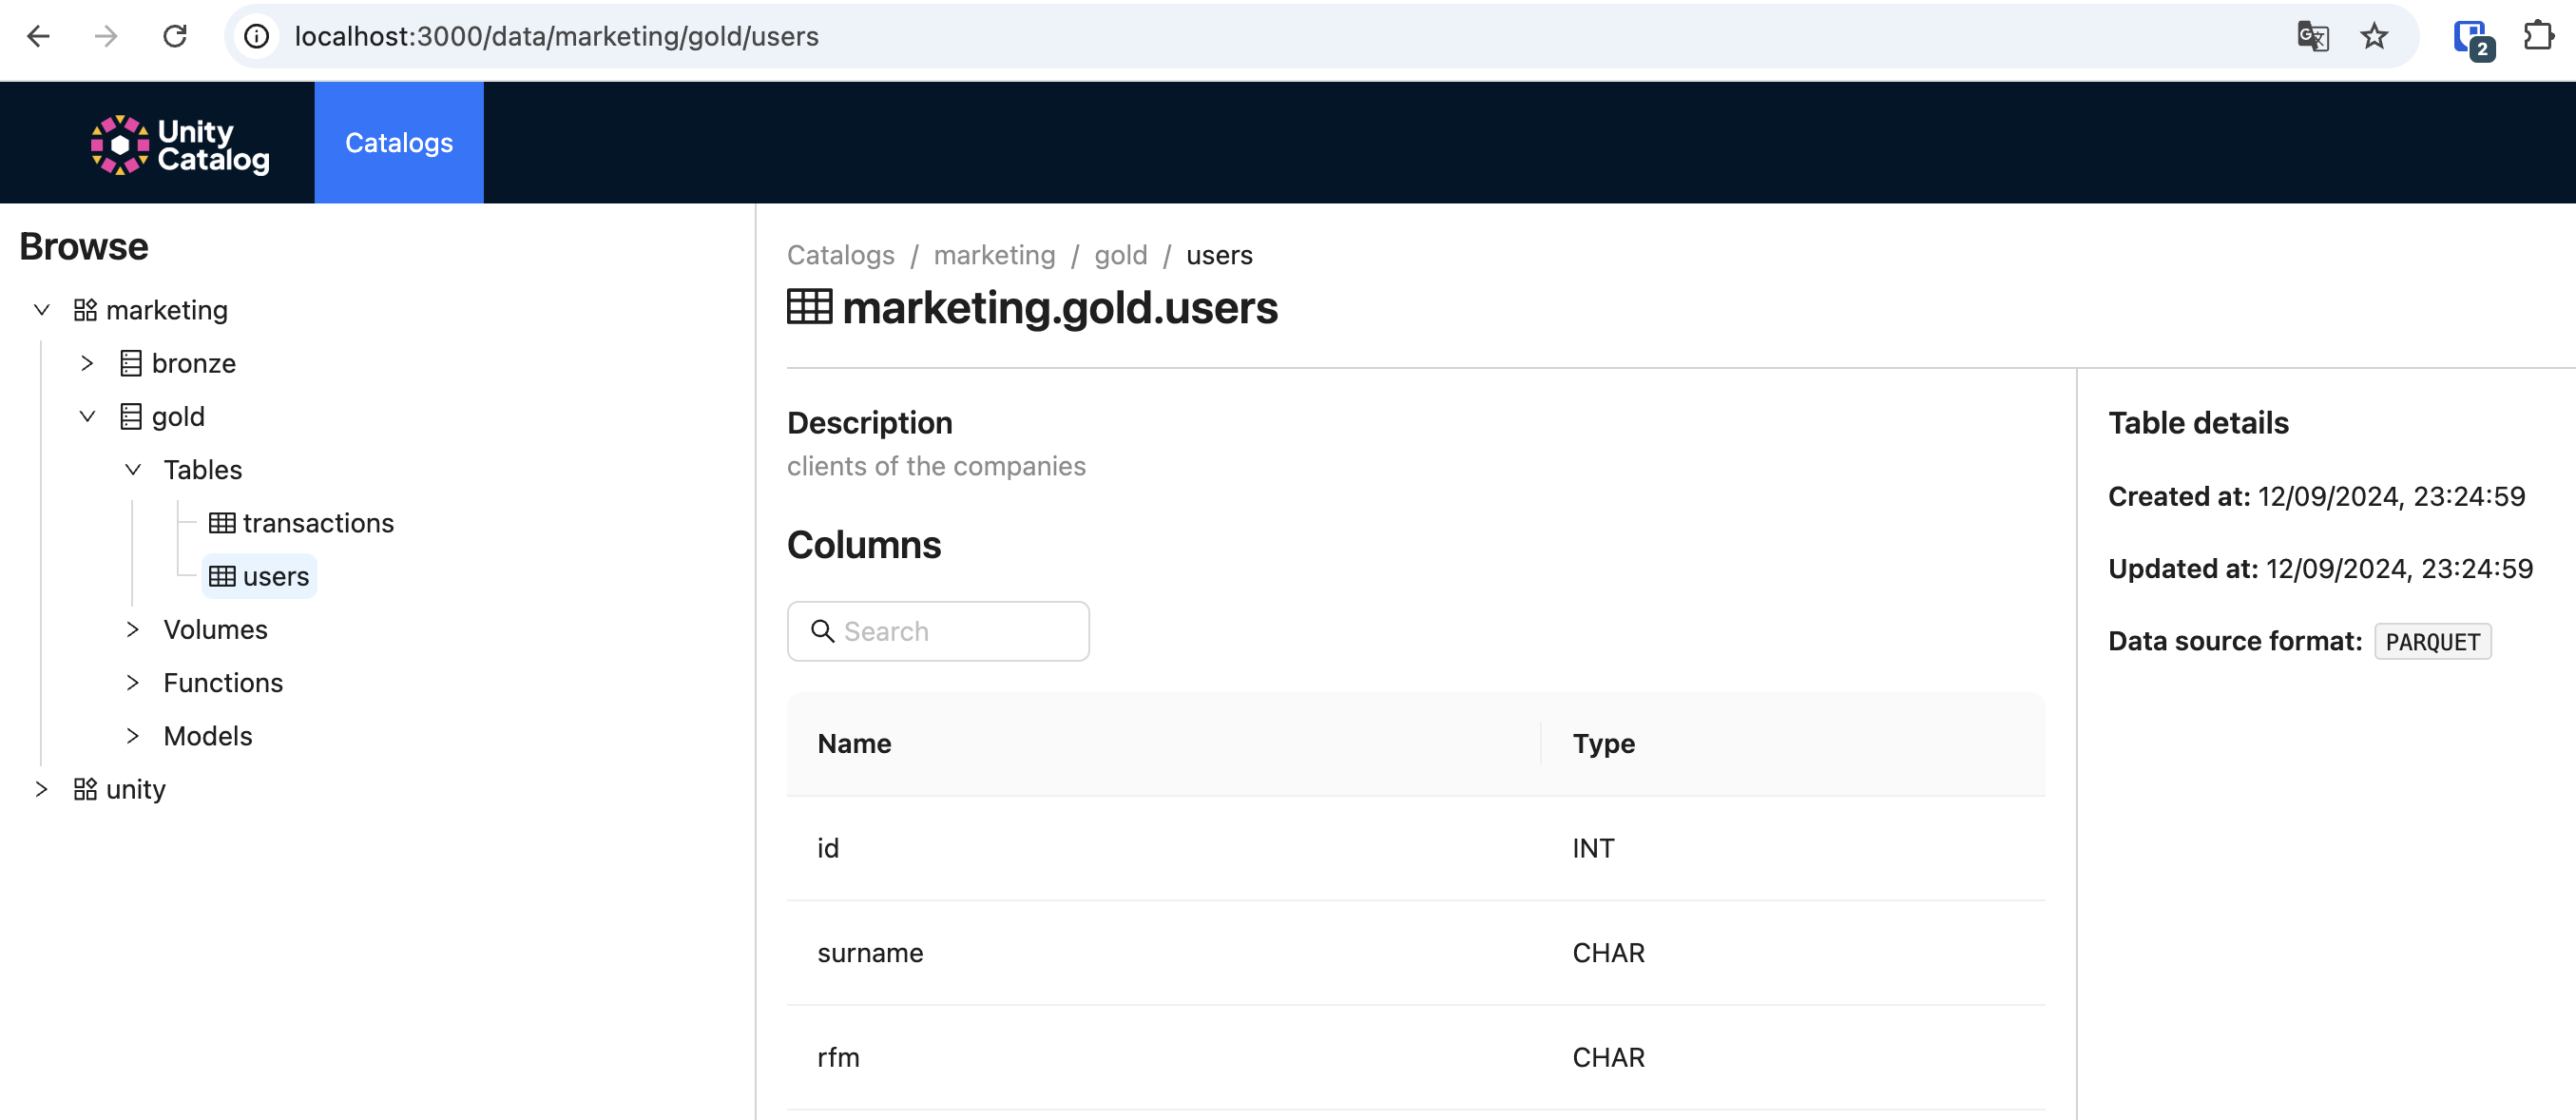 localhost:3000/data/marketing/gold/users
2
Unity
Catalog
Catalogs
Browse
marketing
bronze
gold
Tables
transactions
users
Volumes
Functions
Models
unity
Catalogs / marketing / gold / users
marketing.gold.users
Description
clients of the companies
Columns
Search
Name Type
id INT
surname CHAR
rfm CHAR
Table details
Created at: 12/09/2024, 23:24:59
Updated at: 12/09/2024, 23:24:59
Data source format: PARQUET